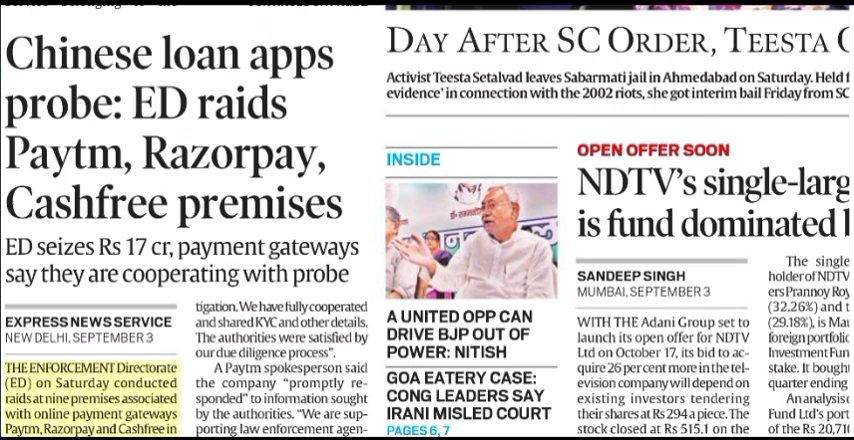 Chinese loan apps
probe: ED raids
Paytm, Razorpay,
Cashfree premises
ED seizes Rs 17 cr, payment gateways
say they are cooperating with probe
EXPRESS NEWS SERVICE
NEW DELHI, SEPTEMBER 3
THE ENFORCEMENT Directorate
(ED) on Saturday conducted
raids at nine premises associated
with online payment gateways
Paytm, Razorpay and Cashfree in
tigation. We have fully cooperated
and shared KYC and other details.
The authorities were satisfied by
our due diligence process".
A Paytm spokesperson said
the company "promptly re-
sponded" to information sought
by the authorities. "We are sup-
porting law enforcement agen-
DAY AFTER SC ORDER, TEESTA
Activist Teesta Setalvad leaves Sabarmati jail in Ahmedabad on Saturday. Held
evidence' in connection with the 2002 riots, she got interim bail Friday from SC
INSIDE
A UNITED OPP CAN
DRIVE BJP OUT OF
POWER: NITISH
GOA EATERY CASE:
CONG LEADERS SAY
IRANI MISLED COURT
PAGES 6, 7
OPEN OFFER SOON
NDTV's single-larg
is fund dominated
SANDEEP SINGH
MUMBAI, SEPTEMBER 3
WITH THE Adani Group set to
launch its open offer for NDTV
Ltd on October 17, its bid to ac-
quire 26 per cent more in the tel-
evision company will depend on
existing investors tendering
their shares at Rs 294 a piece. The
stock closed at Rs 515.1 on the
The single
holder of NDTV
ers Prannoy Roy
(32.26%) and t
(29.18%), is Mau
foreign portfolio
Investment Fun
stake. It bought
quarter ending
An analysis o
Fund Ltd's port
of the Rs 20,71